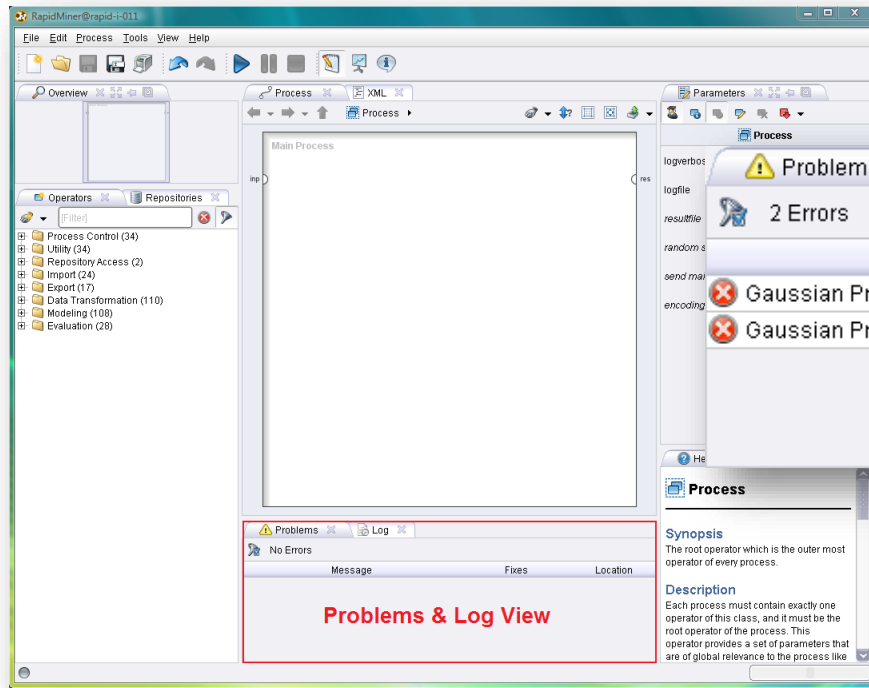 RapidMiner@rapid-i-011
File Edit Process Tools View Help
Overview
Process
XML
Parameters
Process
Process
Main Process
inp
res
Operators
Repositories
[Filter]
Process Control (34)
Utility (34)
Repository Access (2)
Import (24)
Export (17)
Data Transformation (110)
Modeling (108)
Evaluation (28)
logverbos
logfile
resultfile
random s
send mai
encoding
Problem
2 Errors
Gaussian Pr
Gaussian Pr
Problems
Log
No Errors
Message Fixes Location
Problems & Log View
He
Process
Synopsis
The root operator which is the outer most
operator of every process.
Description
Each process must contain exactly one
operator of this class, and it must be the
root operator of the process. This
operator provides a set of parameters that
are of global relevance to the process like